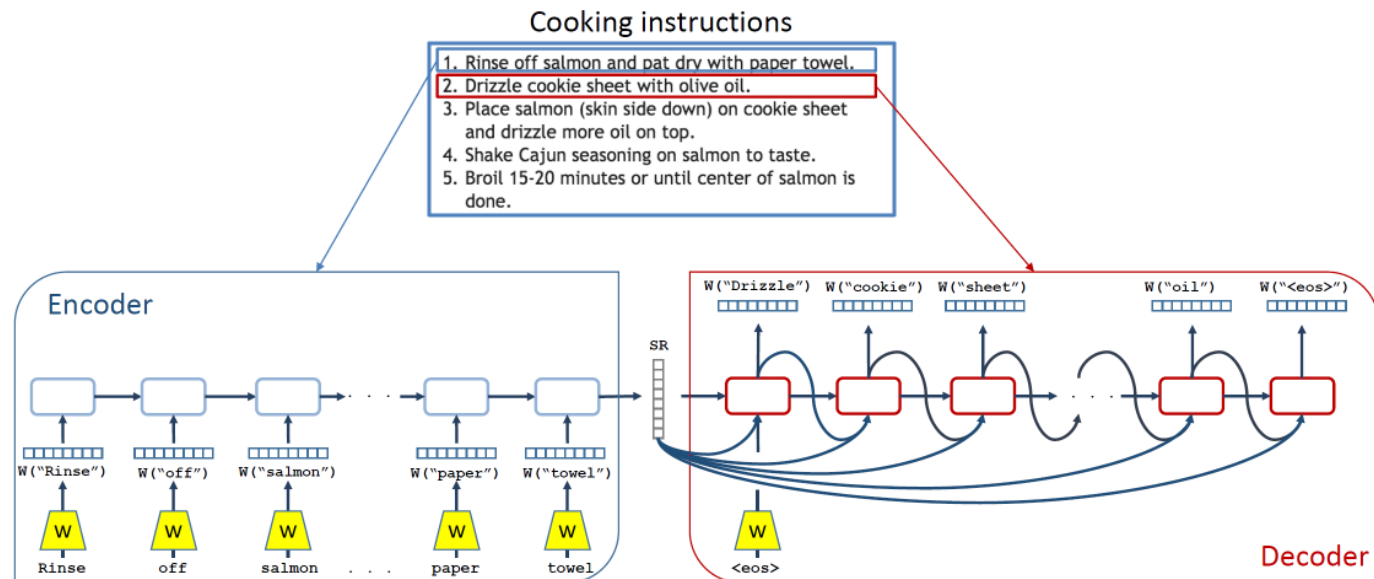 Cooking instructions
1. Rinse off salmon and pat dry with paper towel.
2. Drizzle cookie sheet with olive oil.
3. Place salmon (skin side down) on cookie sheet
and drizzle more oil on top.
4. Shake Cajun seasoning on salmon to taste.
5. Broil 15-20 minutes or until center of salmon is
done.
Encoder
W("Rinse") W("off") W("salmon") W("paper") W("towel")
W W W W W
Rinse off salmon . . . paper towel
SR
W("Drizzle") W("cookie") W("sheet") W("oil") W("<eos>")
W
<eos>
Decoder